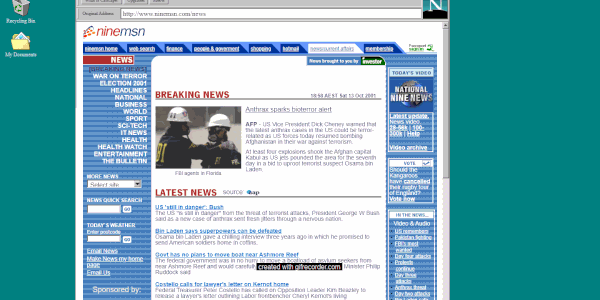 Original Address
http://www.ninemsn.com/news
N
Recycling Bin
My Documents
ninemsn
ninemsn home
web search
finance
people & government
shopping
hotmail
news/current affairs
membership
Passport
sign in
News brought to you by investor
NEWS
BREAKING NEWS
WAR ON TERROR
ELECTION 2001
HEADLINES
NATIONAL
BUSINESS
WORLD
SPORT
SCI-TECH
IT NEWS
HEALTH
HEALTH WATCH
ENTERTAINMENT
THE BULLETIN
MORE NEWS
Select site
NEWS QUICK SEARCH
GO
TODAY'S WEATHER
Enter postcode
GO
Email News
Make News my home
page
Email Us
Sponsored by:
BREAKING NEWS
AEST Sat 13 Oct 2001
Anthrax sparks bioterror alert
AFP - US Vice President Dick Cheney warned that
the latest anthrax cases in the US could be terror-
related as US forces today resumed bombing
Afghanistan in their war against terrorism.
At least four explosions shook the Afghan capital
Kabul as US jets pounded the area for the seventh
day in a bid to uproot terrorist suspect Osama bin
Laden.
FBI agents in Florida
LATEST NEWS
source: aap
US 'still in danger': Bush
The US "is still in danger" from the threat of terrorist attacks, President George W Bush
said as a new case of anthrax sent fresh jitters through a nervous nation.
Bin Laden says superpowers can be defeated
Osama bin Laden gave a chilling interview three years ago in which he promised to
send American soldiers home in coffins.
Govt has no plans to move boat near Ashmore Reef
The federal government was in no hurry to move a boatload of asylum seekers from
near Ashmore Reef and would carefully
Minister Philip
Ruddock said
created with gifrecorder.com
Costello calls for lawyer's letter on Kernot home
Federal Treasurer Peter Costello has called on Opposition Leader Kim Beazley to
release a lawyer's letter outlining Labor frontbencher Cheryl Kernot's living
TODAY'S VIDEO
NATIONAL
NINE NEWS
Latest update.
News video
28-56k | 100-
300k | Help
Video archive
VOTE
Should the
Kangaroos
have cancelled
their rugby tour
of England?
Vote now
IN THE NEWS...
Video & Audio
US remembers
Pakistan fighting
FBI's most
wanted
Day four attacks
Protests
continue
Day three
attacks
Anthrax threat
Day two attacks